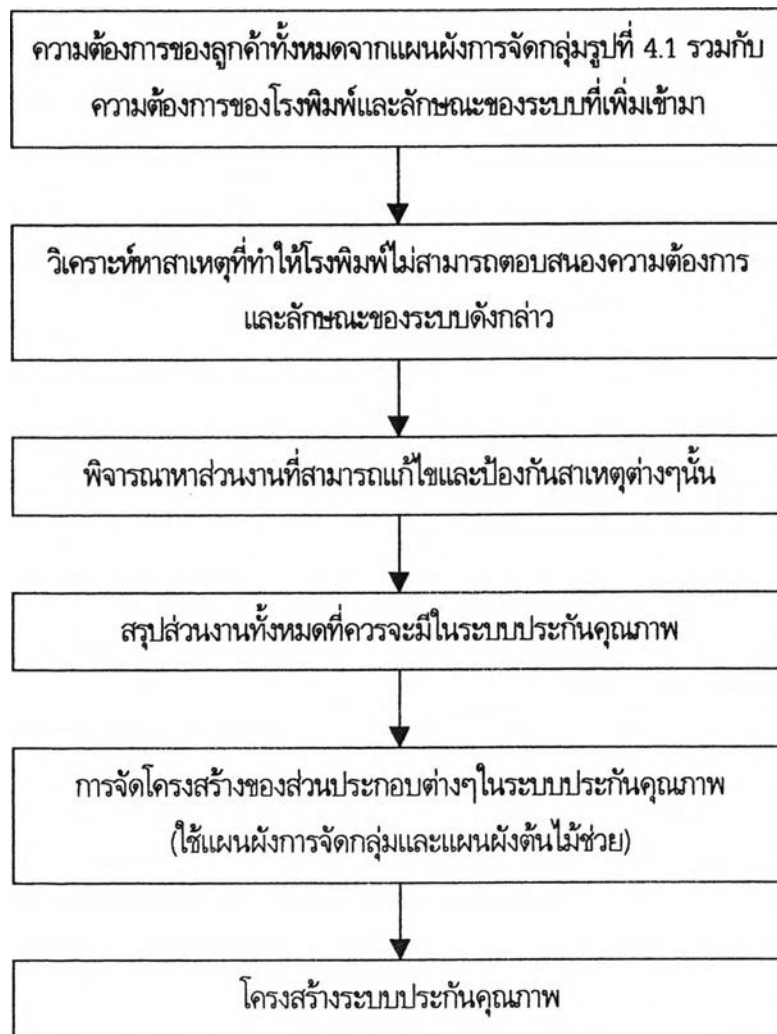 ความต้องการของลูกค้าทั้งหมดจากแผนผังการจัดกลุ่มรูปที่ 4.1 รวมกับ
ความต้องการของโรงพิมพ์และลักษณะของระบบที่เพิ่มเข้ามา
วิเคราะห์หาสาเหตุที่ทำให้โรงพิมพ์ไม่สามารถตอบสนองความต้องการ
และลักษณะของระบบดังกล่าว
พิจารณาหาส่วนงานที่สามารถแก้ไขและป้องกันสาเหตุต่างๆนั้น
สรุปส่วนงานทั้งหมดที่ควรจะมีในระบบประกันคุณภาพ
การจัดโครงสร้างของส่วนประกอบต่างๆในระบบประกันคุณภาพ
(ใช้แผนผังการจัดกลุ่มและแผนผังต้นไม้ช่วย)
โครงสร้างระบบประกันคุณภาพ